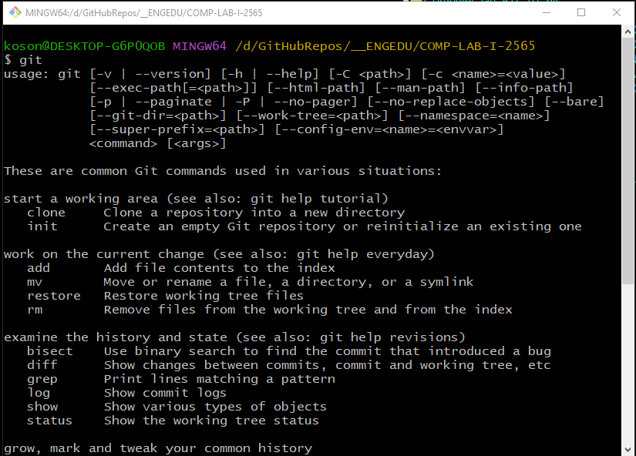 MINGW64:/d/GitHubRepos/__ENGEDU/COMP-LAB-I-2565
koson@DESKTOP-G6P0QOB MINGW64 /d/GitHubRepos/__ENGEDU/COMP-LAB-I-2565
$ git
usage: git [-v | --version] [-h | --help] [-C <path>] [-c <name>=<value>]
           [--exec-path[=<path>]] [--html-path] [--man-path] [--info-path]
           [-p | --paginate | -P | --no-pager] [--no-replace-objects] [--bare]
           [--git-dir=<path>] [--work-tree=<path>] [--namespace=<name>]
           [--super-prefix=<path>] [--config-env=<name>=<envvar>]
           <command> [<args>]
These are common Git commands used in various situations:
start a working area (see also: git help tutorial)
   clone     Clone a repository into a new directory
   init      Create an empty Git repository or reinitialize an existing one
work on the current change (see also: git help everyday)
   add       Add file contents to the index
   mv        Move or rename a file, a directory, or a symlink
   restore   Restore working tree files
   rm        Remove files from the working tree and from the index
examine the history and state (see also: git help revisions)
   bisect    Use binary search to find the commit that introduced a bug
   diff      Show changes between commits, commit and working tree, etc
   grep      Print lines matching a pattern
   log       Show commit logs
   show      Show various types of objects
   status    Show the working tree status
grow, mark and tweak your common history